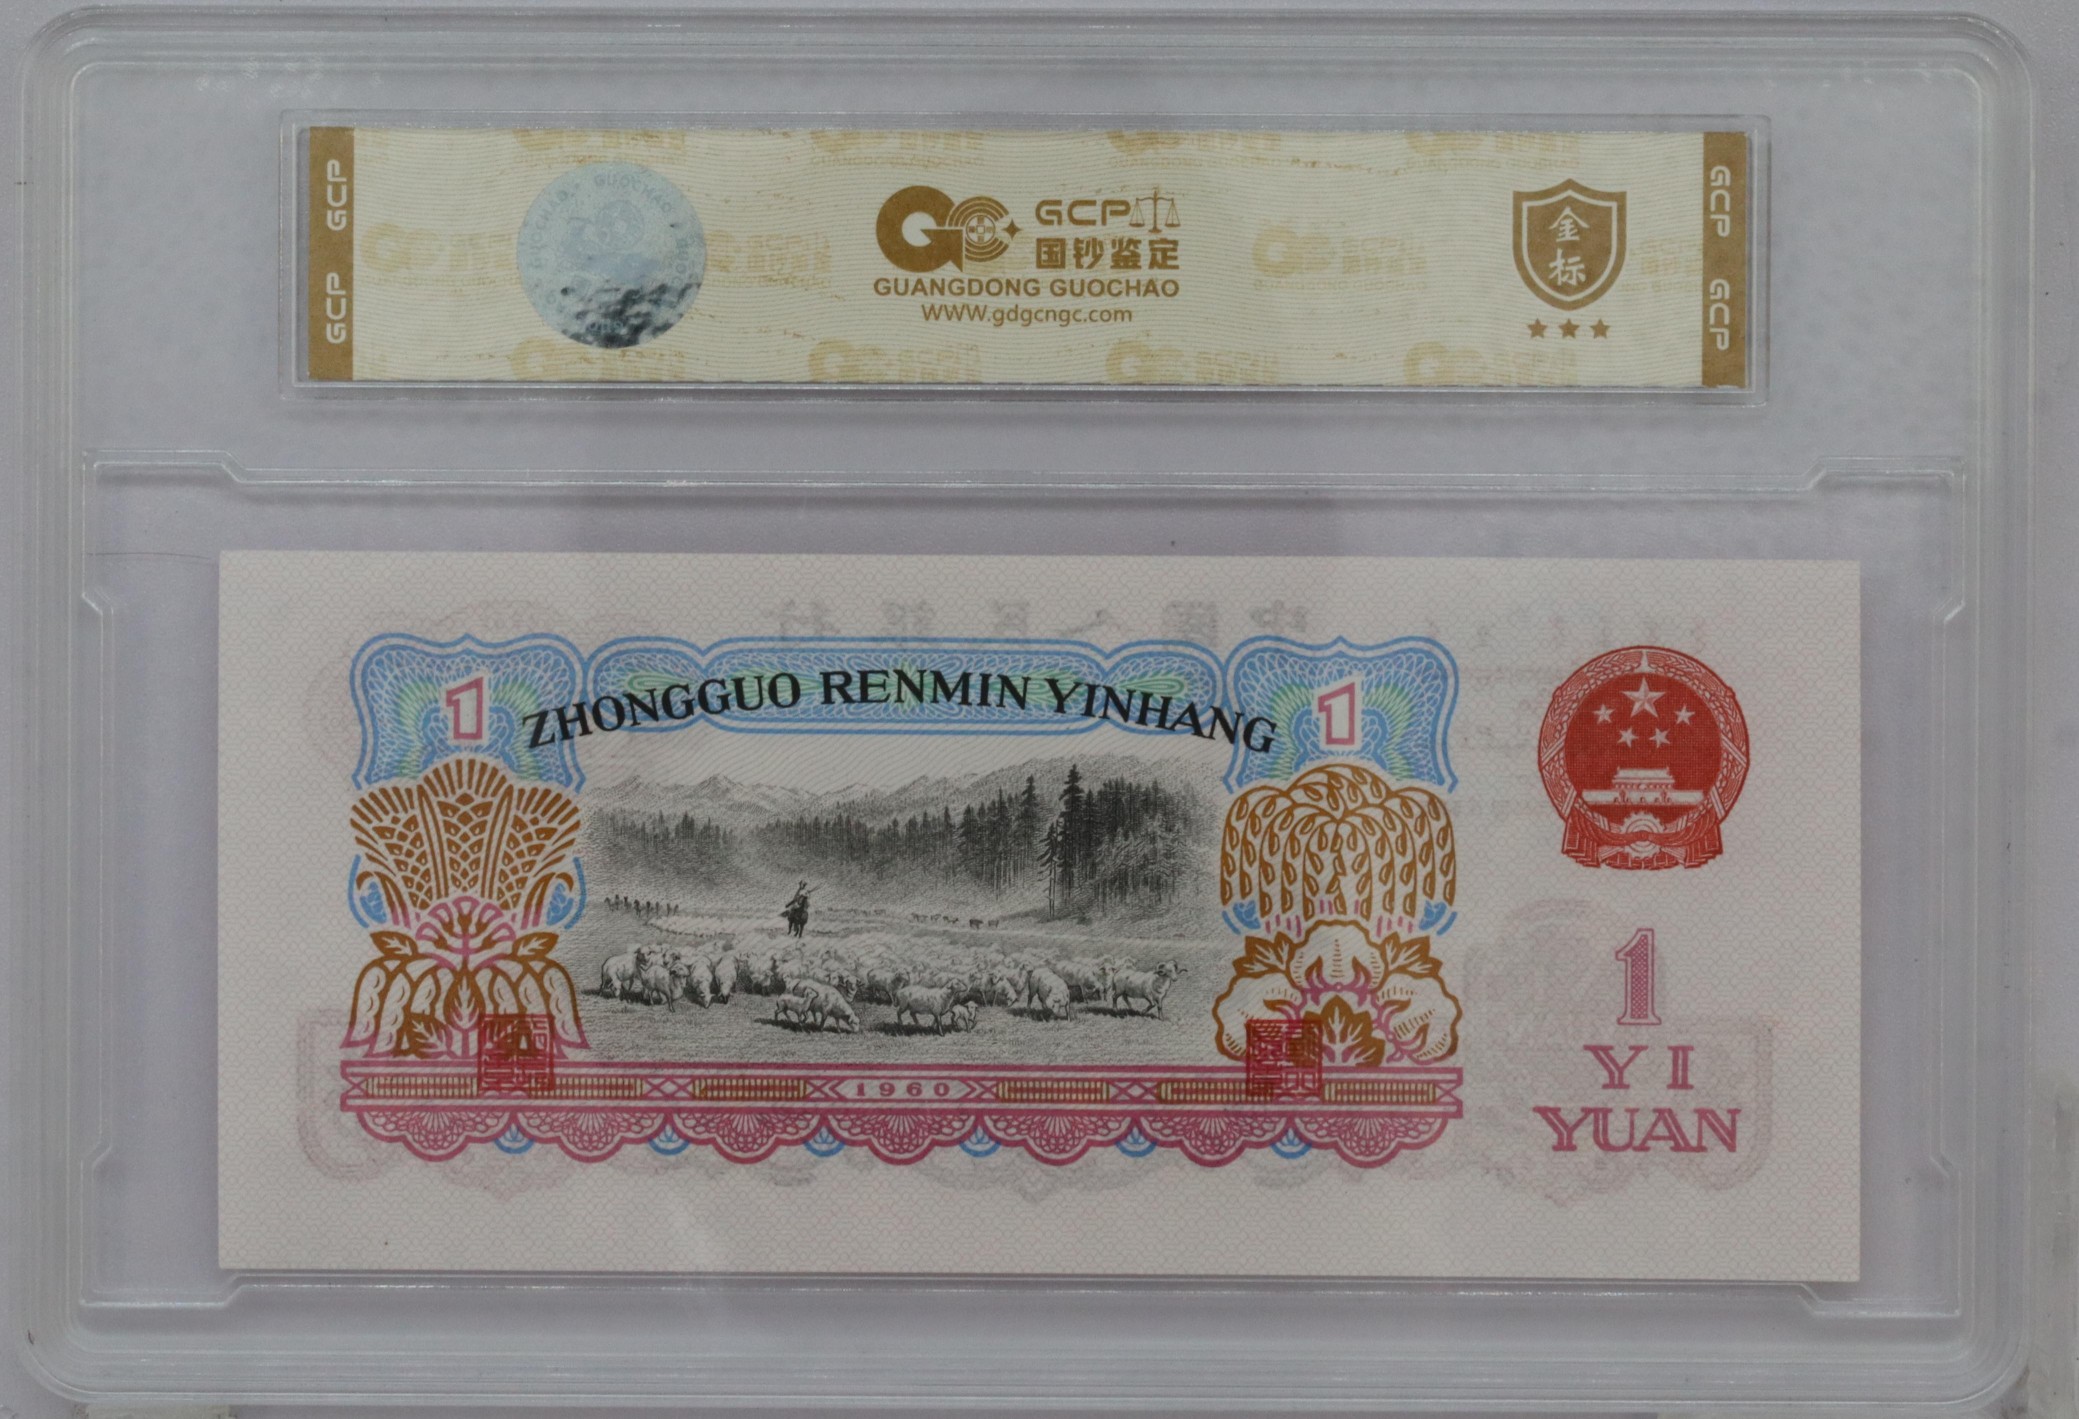 GCP GCP
GCP
国钞鉴定
GUANGDONG GUOCHAO
WWW.gdgcngc.com
金标
GCP GCP
1
ZHONGGUO RENMIN YINHANG
1
1960
1
YI
YUAN